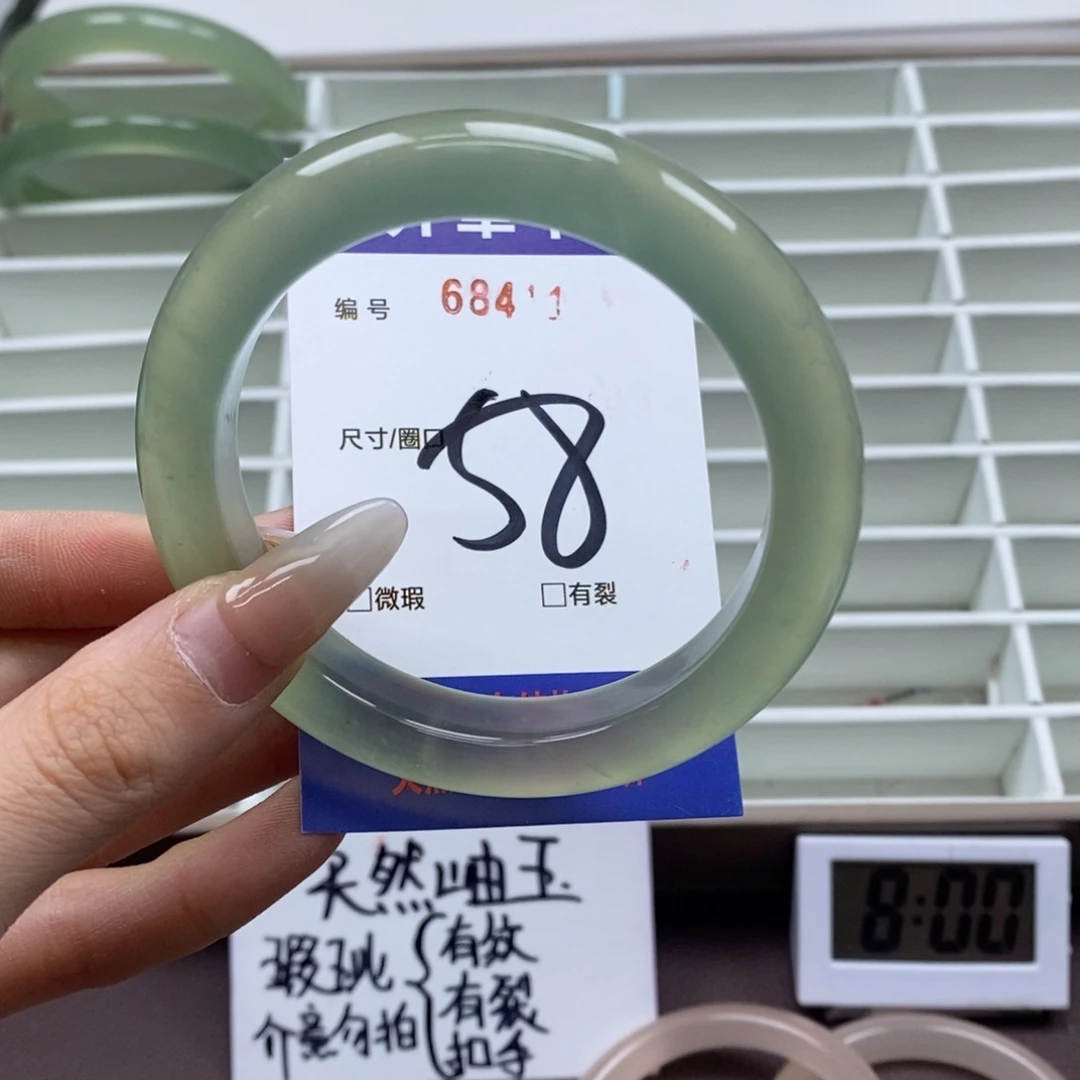 编号 684'1
尺寸/圈口 58
□微瑕 □有裂
天然岫玉
瑕玼 有纹
有裂
介意勿拍 扣手
8:00